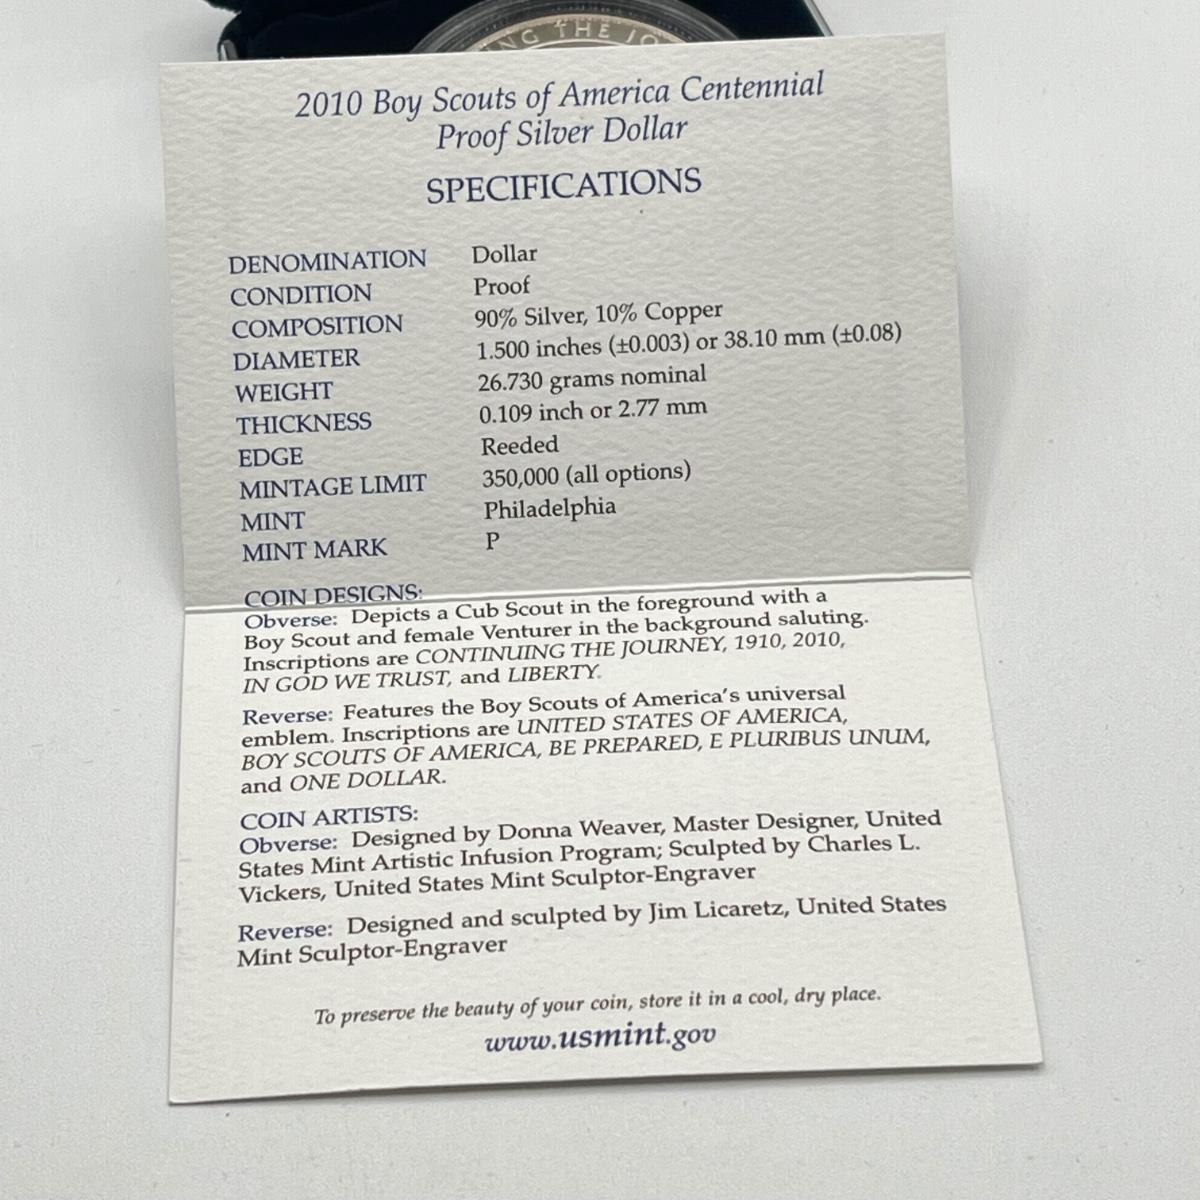 NG THE JO
2010 Boy Scouts of America Centennial
Proof Silver Dollar
SPECIFICATIONS
DENOMINATION Dollar
CONDITION Proof
COMPOSITION 90% Silver, 10% Copper
DIAMETER 1.500 inches (±0.003) or 38.10 mm (±0.08)
WEIGHT 26.730 grams nominal
THICKNESS 0.109 inch or 2.77 mm
EDGE Reeded
MINTAGE LIMIT 350,000 (all options)
MINT Philadelphia
MINT MARK P
COIN DESIGNS:
Obverse: Depicts a Cub Scout in the foreground with a
Boy Scout and female Venturer in the background saluting.
Inscriptions are CONTINUING THE JOURNEY, 1910, 2010,
IN GOD WE TRUST, and LIBERTY.
Reverse: Features the Boy Scouts of America's universal
emblem. Inscriptions are UNITED STATES OF AMERICA,
BOY SCOUTS OF AMERICA, BE PREPARED, E PLURIBUS UNUM,
and ONE DOLLAR.
COIN ARTISTS:
Obverse: Designed by Donna Weaver, Master Designer, United
States Mint Artistic Infusion Program; Sculpted by Charles L.
Vickers, United States Mint Sculptor-Engraver
Reverse: Designed and sculpted by Jim Licaretz, United States
Mint Sculptor-Engraver
To preserve the beauty of your coin, store it in a cool, dry place.
www.usmint.gov